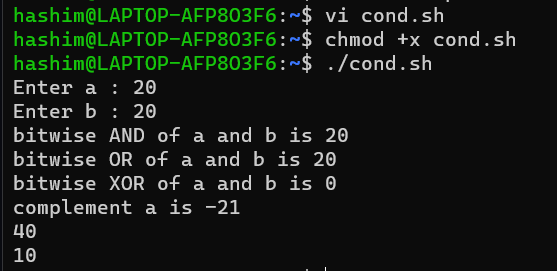 hashim@LAPTOP-AFP8O3F6:~$ vi cond.sh
hashim@LAPTOP-AFP8O3F6:~$ chmod +x cond.sh
hashim@LAPTOP-AFP8O3F6:~$ ./cond.sh
Enter a : 20
Enter b : 20
bitwise AND of a and b is 20
bitwise OR of a and b is 20
bitwise XOR of a and b is 0
complement a is -21
40
10